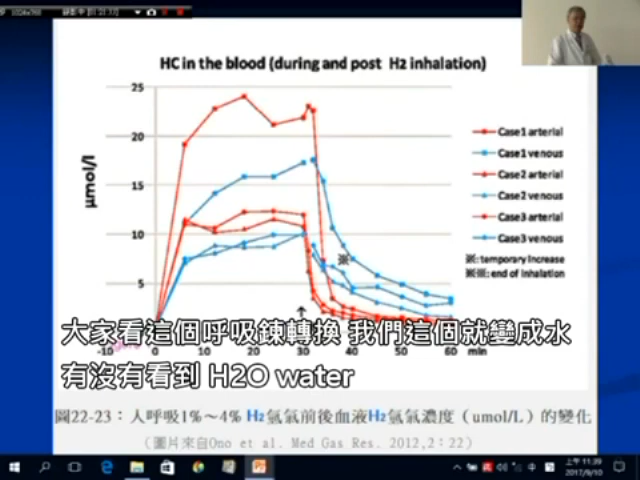 HC in the blood (during and post H2 inhalation)
25
20
15
10
5
μmol/l
Case1 arterial
Case1 venous
Case2 arterial
Case2 venous
Case3 arterial
Case3 venous
※: temporary increase
※※: end of inhalation
※
-10 0 10 20 30 40 50 60 min
大家看這個呼吸鍊轉換 我們這個就變成水
有沒有看到 H2O water
圖22-23：人呼吸1%～4% H2氫氣前後血液H2氫氣濃度（umol/L）的變化
（圖片來自Ono et al. Med Gas Res. 2012,2：22）
上午 11:39
2017/9/10